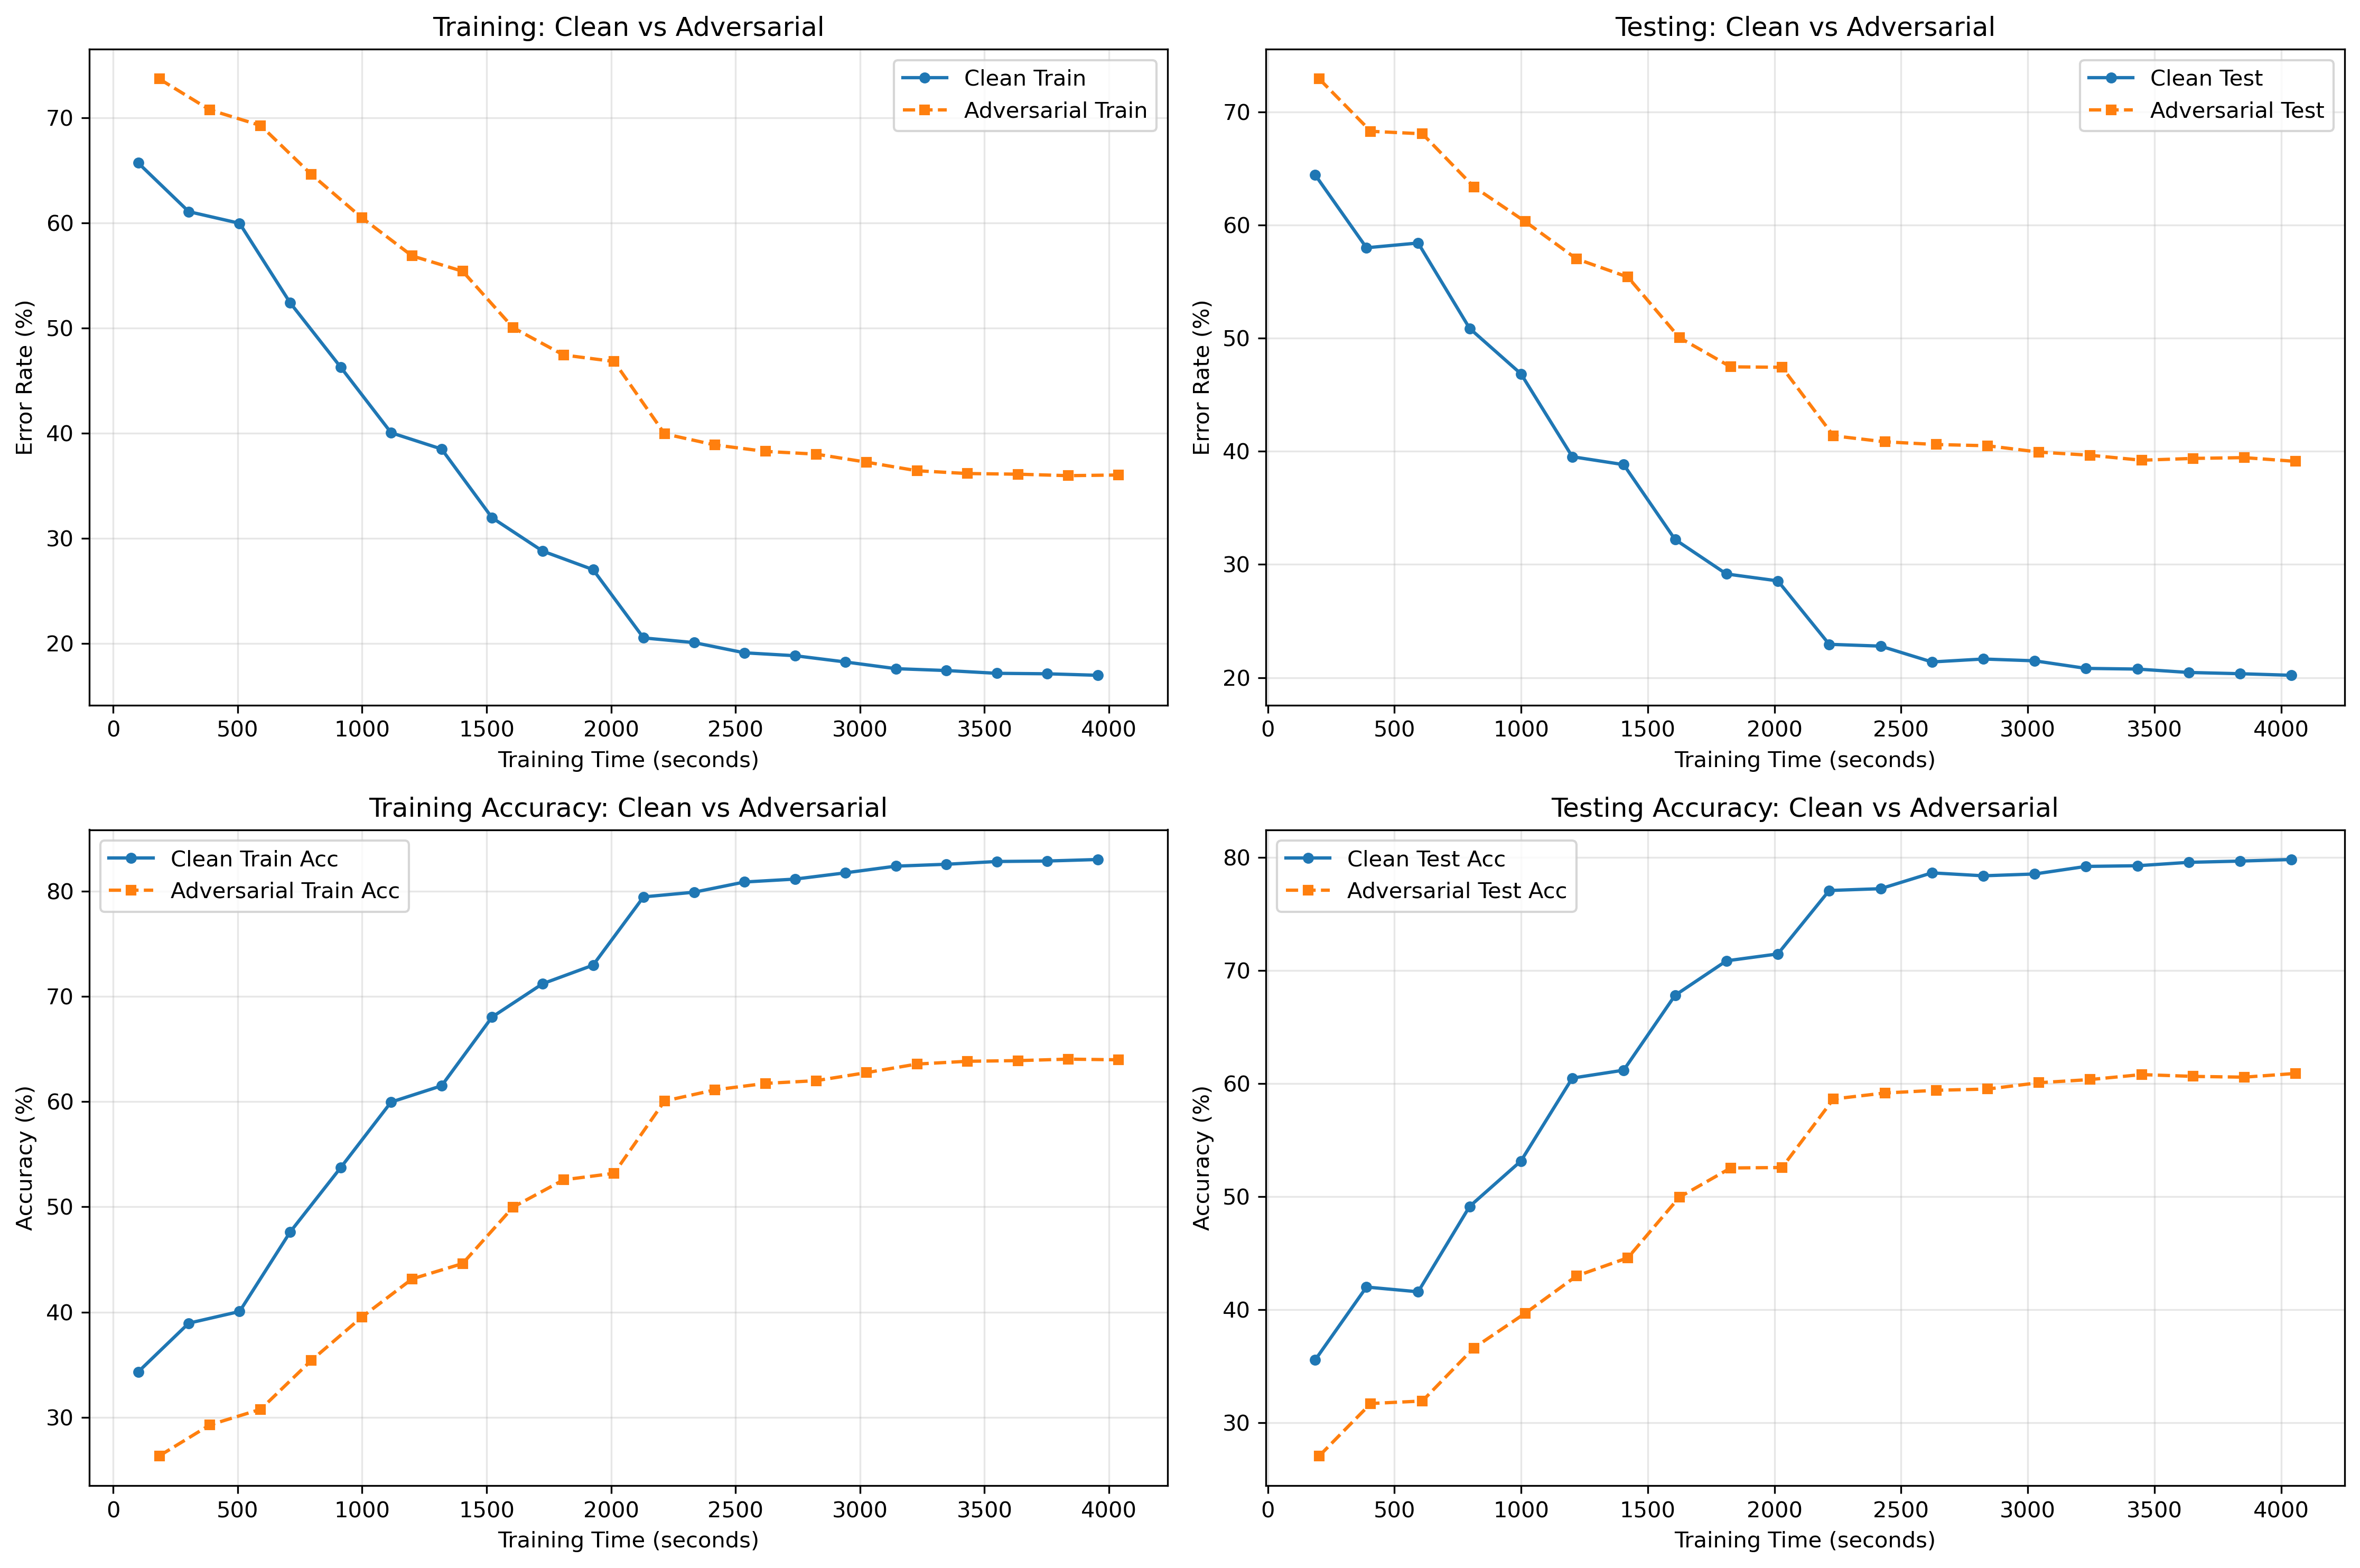 Training: Clean vs Adversarial
Clean Train
Adversarial Train
Error Rate (%)
70
60
50
40
30
20
0 500 1000 1500 2000 2500 3000 3500 4000
Training Time (seconds)
Testing: Clean vs Adversarial
Clean Test
Adversarial Test
Error Rate (%)
70
60
50
40
30
20
0 500 1000 1500 2000 2500 3000 3500 4000
Training Time (seconds)
Training Accuracy: Clean vs Adversarial
Clean Train Acc
Adversarial Train Acc
Accuracy (%)
80
70
60
50
40
30
0 500 1000 1500 2000 2500 3000 3500 4000
Training Time (seconds)
Testing Accuracy: Clean vs Adversarial
Clean Test Acc
Adversarial Test Acc
Accuracy (%)
80
70
60
50
40
30
0 500 1000 1500 2000 2500 3000 3500 4000
Training Time (seconds)